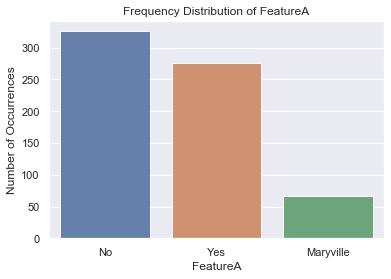 Frequency Distribution of FeatureA
Number of Occurrences
300
250
200
150
100
50
0
No Yes Maryville
FeatureA